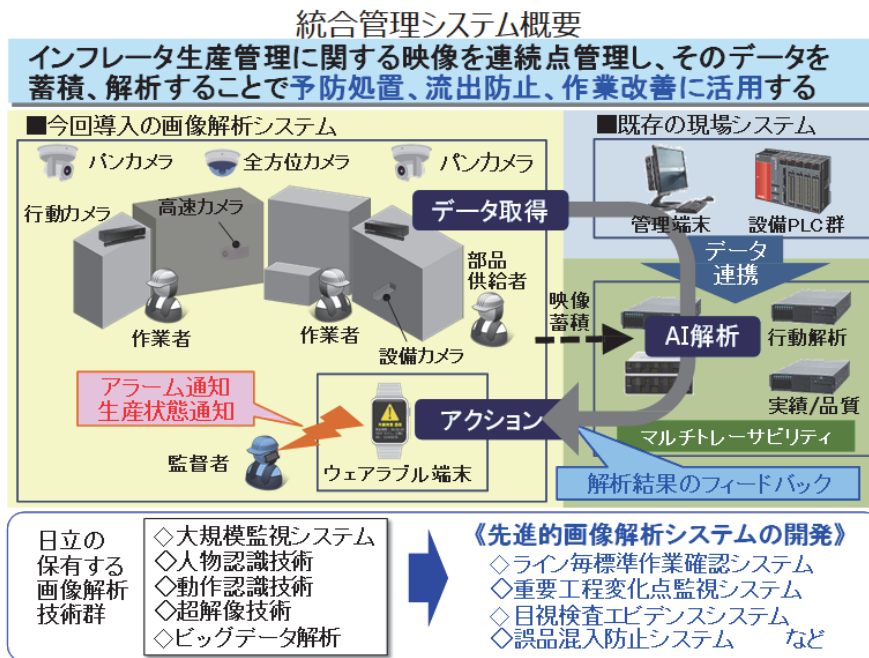 統合管理システム概要
インフレータ生産管理に関する映像を連続点管理し、そのデータを
蓄積、解析することで予防処置、流出防止、作業改善に活用する
■今回導入の画像解析システム
■既存の現場システム
パンカメラ
全方位カメラ
パンカメラ
行動カメラ
高速カメラ
データ取得
管理端末
設備PLC群
データ
連携
部品
供給者
映像
蓄積
作業者
作業者
設備カメラ
AI解析
行動解析
実績/品質
マルチトレーサビリティ
アラーム通知
生産状態通知
アクション
監督者
ウェアラブル端末
解析結果のフィードバック
日立の
保有する
画像解析
技術群
◇大規模監視システム
◇人物認識技術
◇動作認識技術
◇超解像技術
◇ビッグデータ解析
《先進的画像解析システムの開発》
◇ライン毎標準作業確認システム
◇重要工程変化点監視システム
◇目視検査エビデンスシステム
◇誤品混入防止システム など